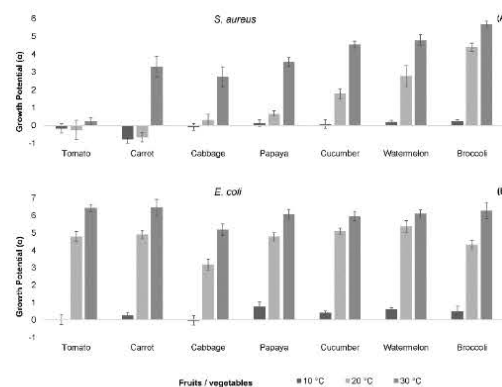 S. aureus
(A
Growth Potential (α)
6
5
4
3
2
1
0
-1
Tomato Carrot Cabbage Papaya Cucumber Watermelon Broccoli
E. coli
Growth Potential (α)
7
6
5
4
3
2
1
0
-1
Tomato Carrot Cabbage Papaya Cucumber Watermelon Broccoli
Fruits / vegetables ■ 10 °C ■ 20 °C ■ 30 °C